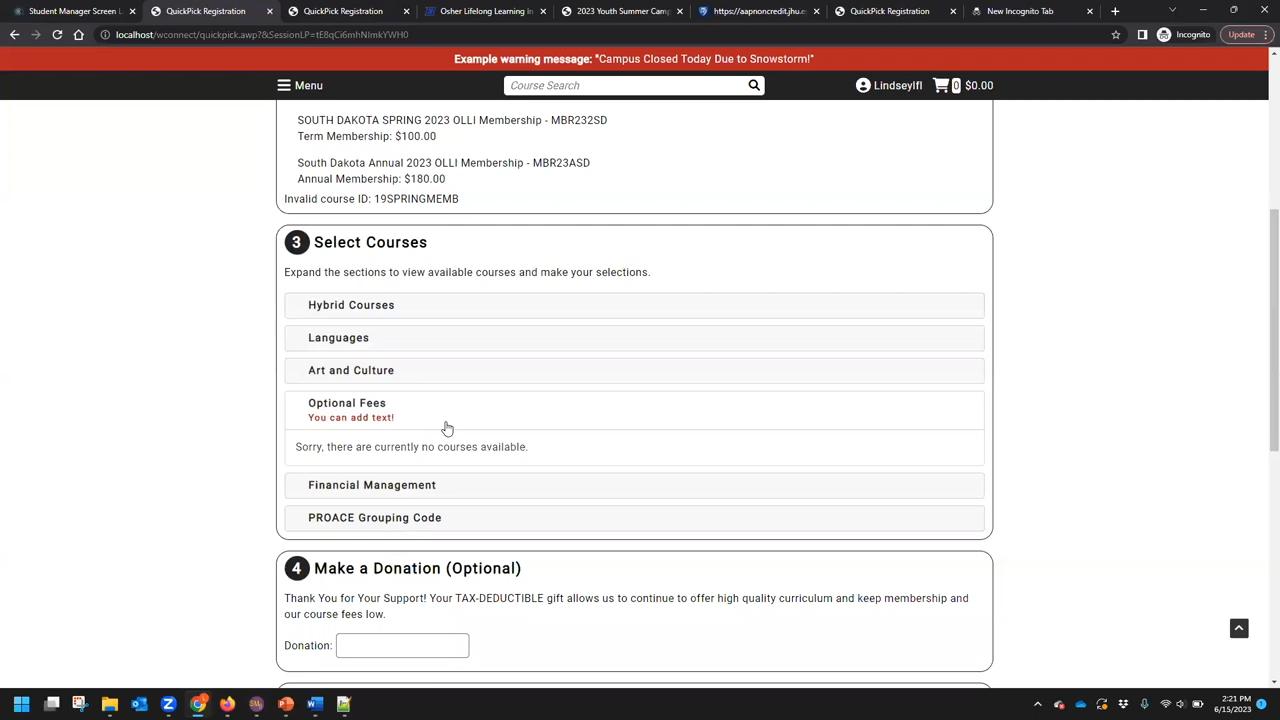 Student Manager Screen L
QuickPick Registration
QuickPick Registration
Osher Lifelong Learning In
2023 Youth Summer Camp
https://aapnoncredit.jhu.e
QuickPick Registration
New Incognito Tab
localhost/wconnect/quickpick.awp?&SessionLP=tE8qCi6mhNImkYWH0
Incognito
Update
Example warning message: "Campus Closed Today Due to Snowstorm!"
Menu
Course Search
Lindseylfl
0
$0.00
SOUTH DAKOTA SPRING 2023 OLLI Membership - MBR232SD
Term Membership: $100.00
South Dakota Annual 2023 OLLI Membership - MBR23ASD
Annual Membership: $180.00
Invalid course ID: 19SPRINGMEMB
3 Select Courses
Expand the sections to view available courses and make your selections.
Hybrid Courses
Languages
Art and Culture
Optional Fees
You can add text!
Sorry, there are currently no courses available.
Financial Management
PROACE Grouping Code
4 Make a Donation (Optional)
Thank You for Your Support! Your TAX-DEDUCTIBLE gift allows us to continue to offer high quality curriculum and keep membership and
our course fees low.
Donation:
2:21 PM
6/15/2023